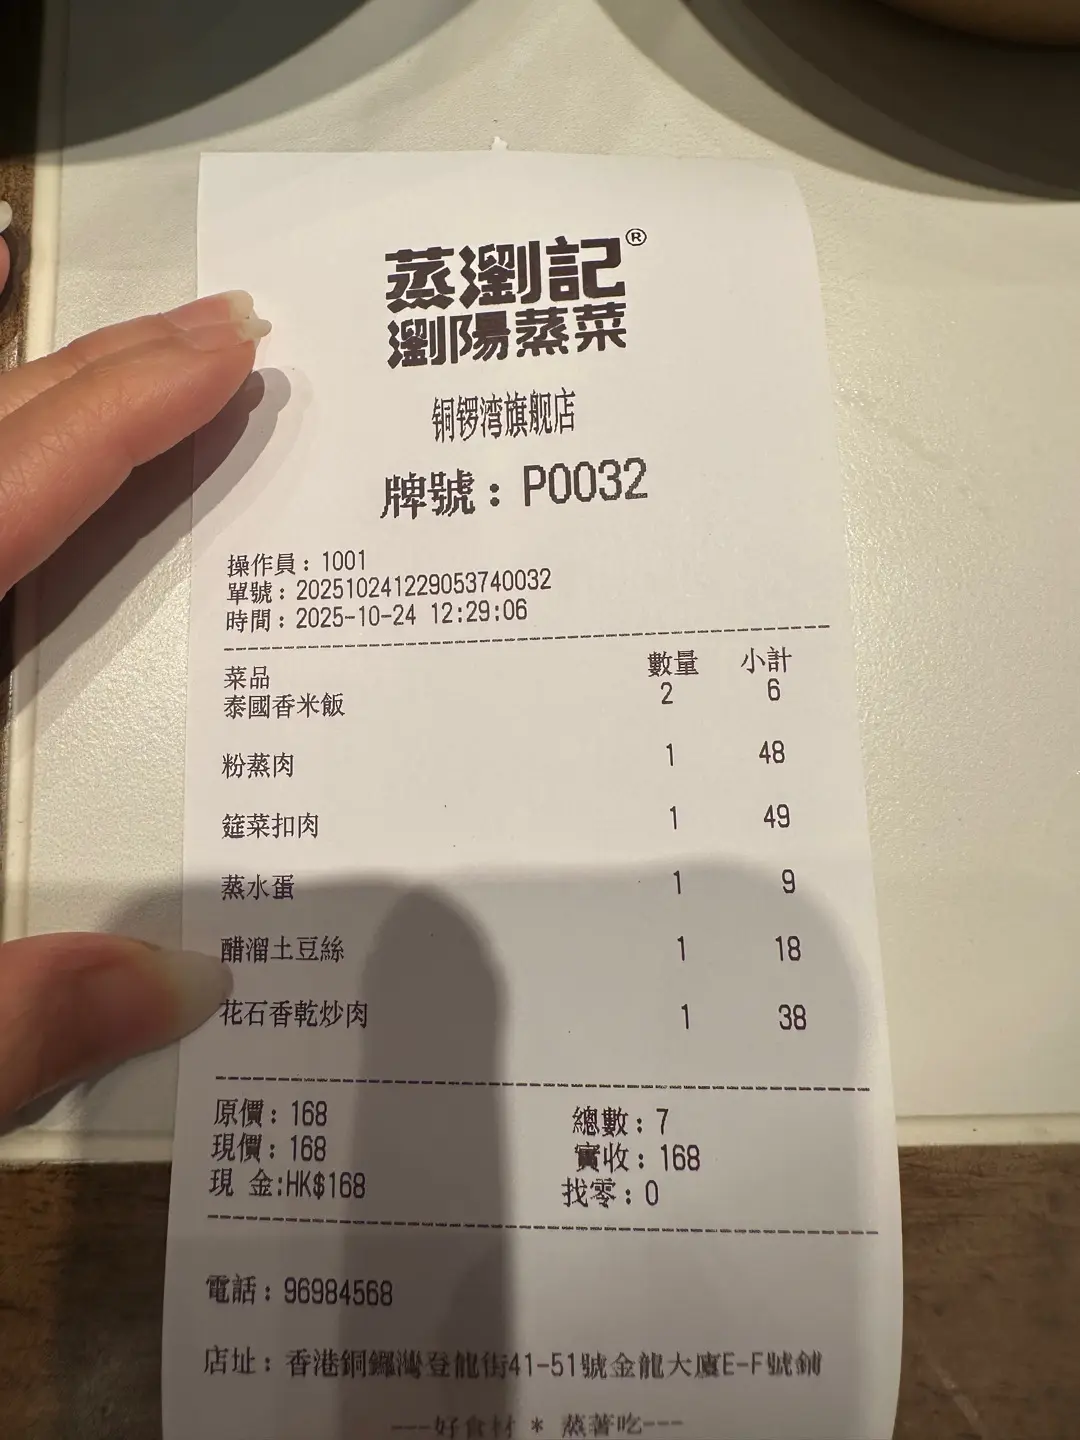 蒸瀏記®
瀏陽蒸菜
铜锣湾旗舰店
牌號：P0032
操作員：1001
單號：202510241229053740032
時間：2025-10-24 12:29:06
菜品 數量 小計
泰國香米飯 2 6
粉蒸肉 1 48
筵菜扣肉 1 49
蒸水蛋 1 9
醋溜土豆絲 1 18
花石香乾炒肉 1 38
原價：168 總數：7
現價：168 實收：168
現 金:HK$168 找零：0
電話：96984568
店址：香港銅鑼灣登龍街41-51號金龍大廈E-F號舖
---好食材 * 蒸著吃---